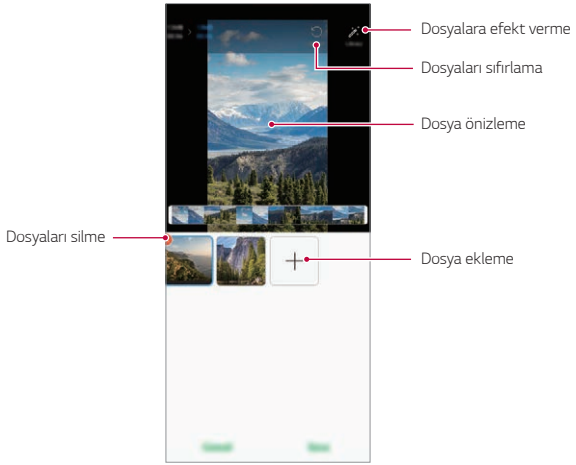 Dosyalara efekt verme
Dosyaları sıfırlama
Dosya önizleme
Dosyaları silme
Dosya ekleme